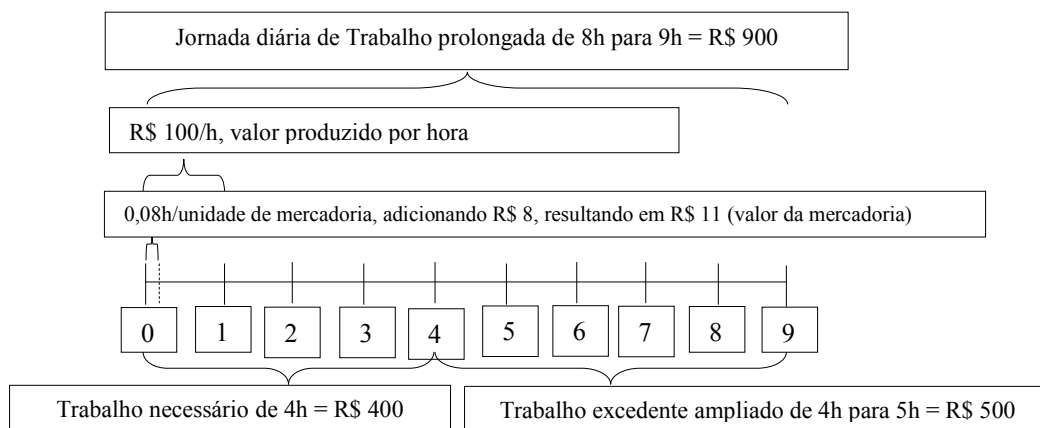 Jornada diária de Trabalho prolongada de 8h para 9h = R$ 900
R$ 100/h, valor produzido por hora
0,08h/unidade de mercadoria, adicionando R$ 8, resultando em R$ 11 (valor da mercadoria)
0 1 2 3 4 5 6 7 8 9
Trabalho necessário de 4h = R$ 400
Trabalho excedente ampliado de 4h para 5h = R$ 500